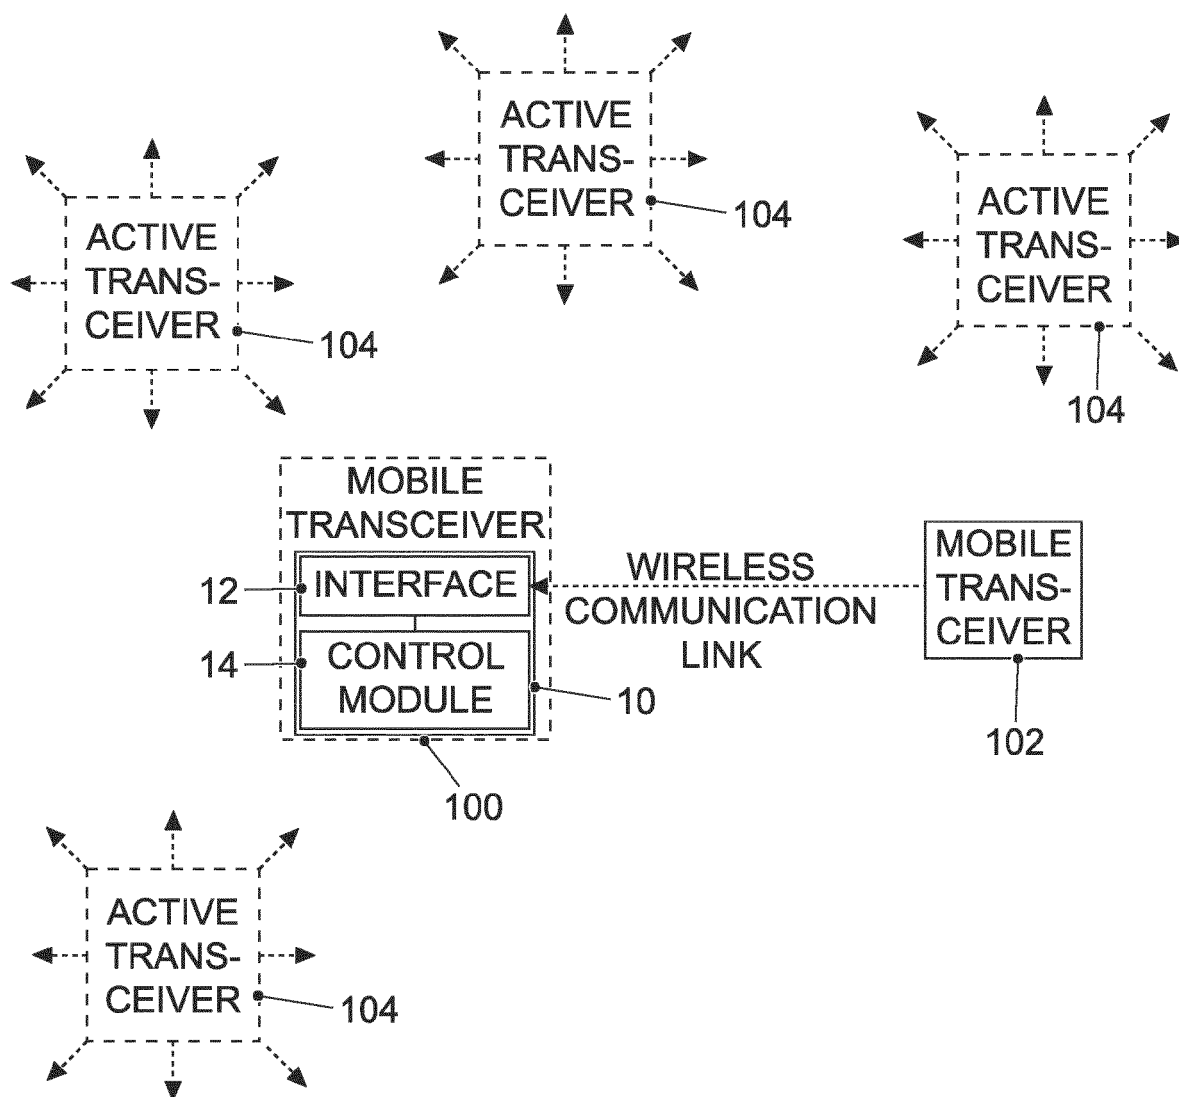 ACTIVE
TRANS-
CEIVER
104
ACTIVE
TRANS-
CEIVER
104
ACTIVE
TRANS-
CEIVER
104
MOBILE
TRANSCEIVER
12
INTERFACE
14
CONTROL
MODULE
10
100
WIRELESS
COMMUNICATION
LINK
MOBILE
TRANS-
CEIVER
102
ACTIVE
TRANS-
CEIVER
104